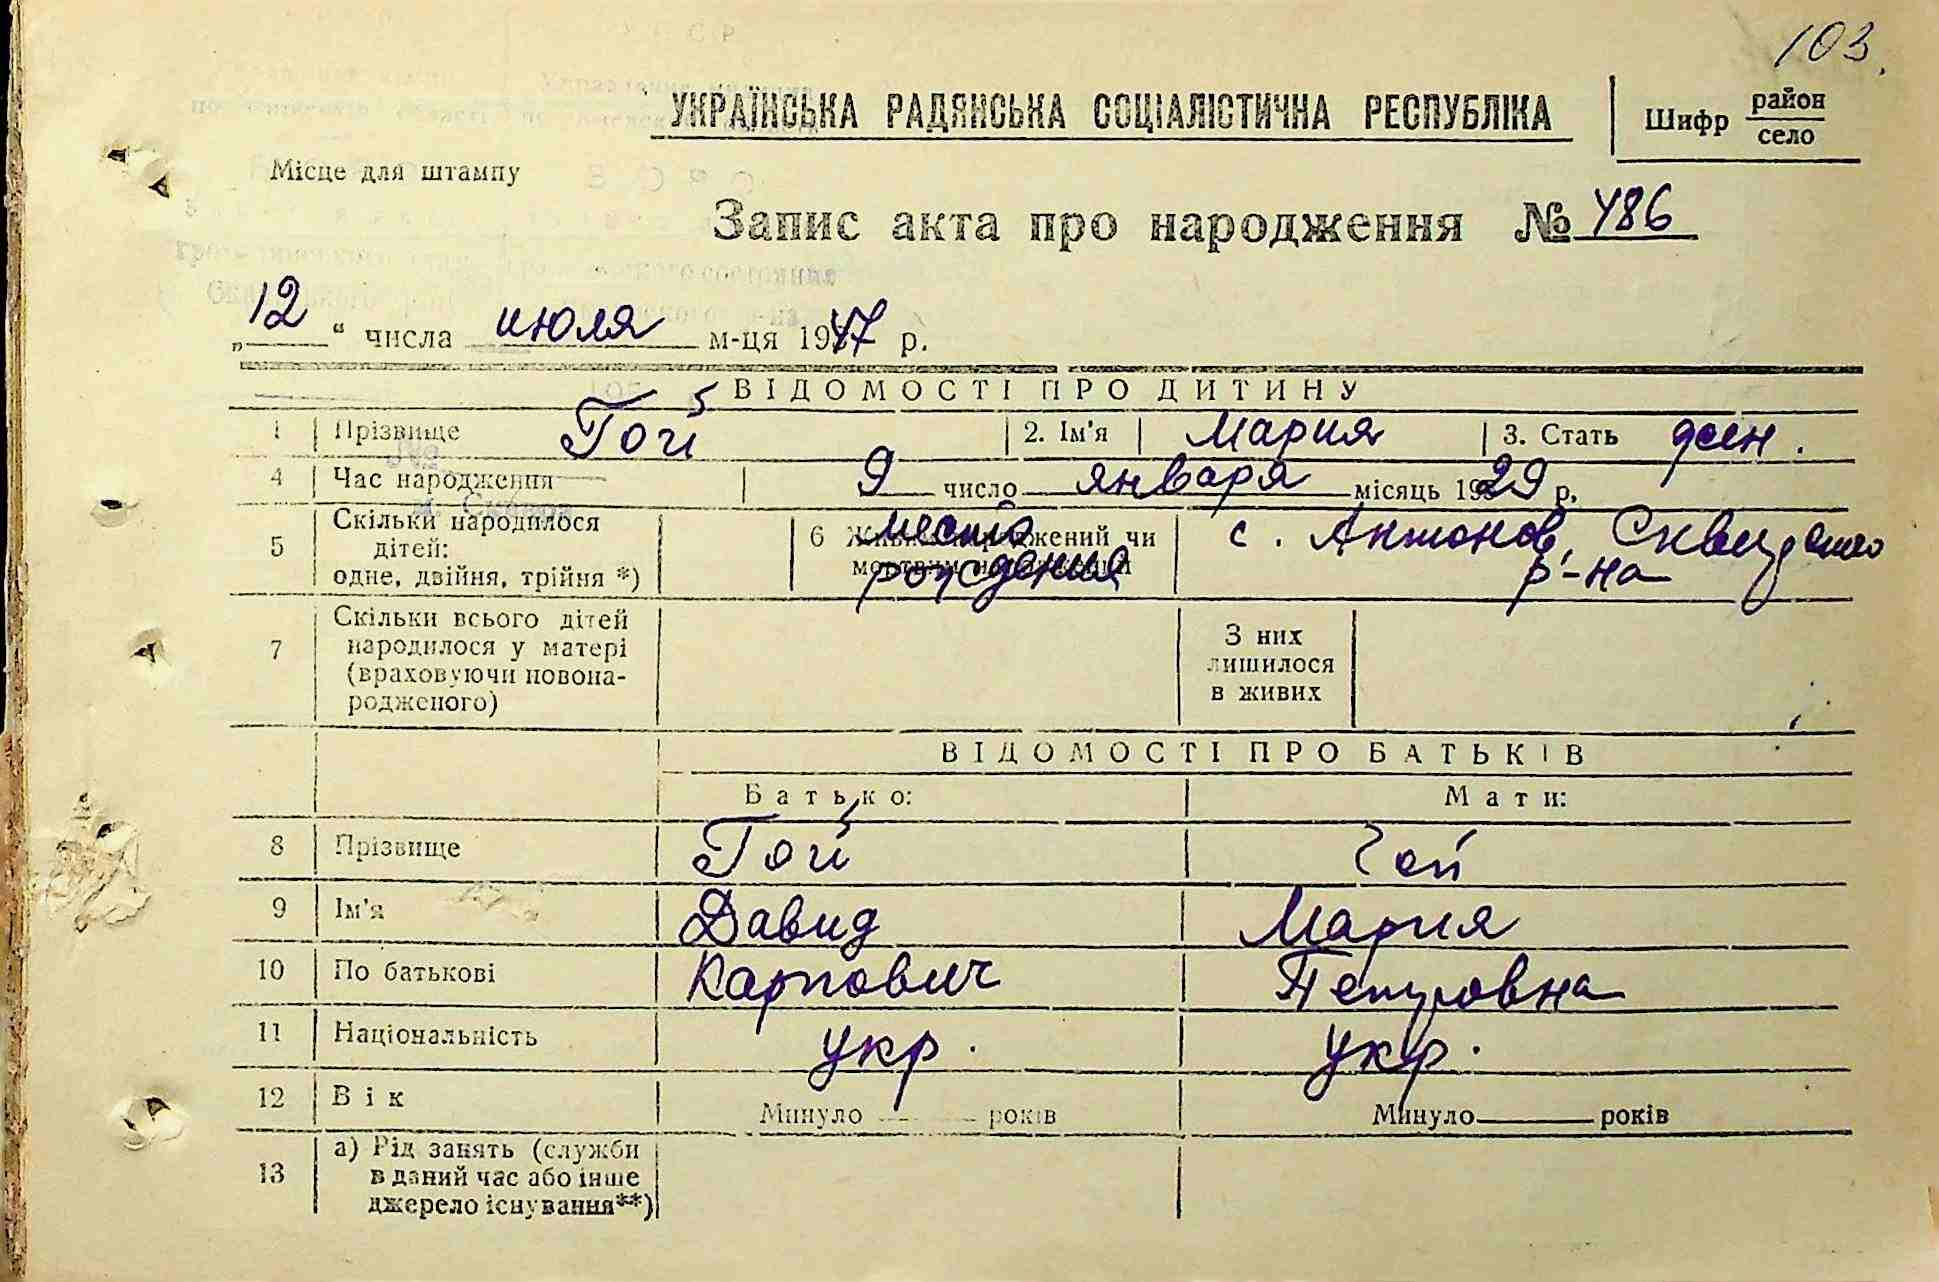 103.
УКРАЇНСЬКА РАДЯНСЬКА СОЦІАЛІСТИЧНА РЕСПУБЛІКА
Шифр район
село
Місце для штампу
Запис акта про народження № 486
„12“ числа июля м-ця 1947 р.
ВІДОМОСТІ ПРО ДИТИНУ
1 Прізвище Гой 2. Ім'я Мария 3. Стать жен.
4 Час народження 9 число января місяць 1929 р.
5 Скільки народилося дітей: одне, двійня, трійня *)
6 Живим народжений чи мертвим народжений
место рождения
с. Антонов, Сквирского
р-на
7 Скільки всього дітей народилося у матері (враховуючи новонародженого)
З них лишилося в живих
ВІДОМОСТІ ПРО БАТЬКІВ
Батько: Мати:
8 Прізвище Гой Гой
9 Ім'я Давид Мария
10 По батькові Карпович Петровна
11 Національність укр. укр.
12 Вік Минуло років Минуло років
13 а) Рід занять (служби в даний час або інше джерело існування**)